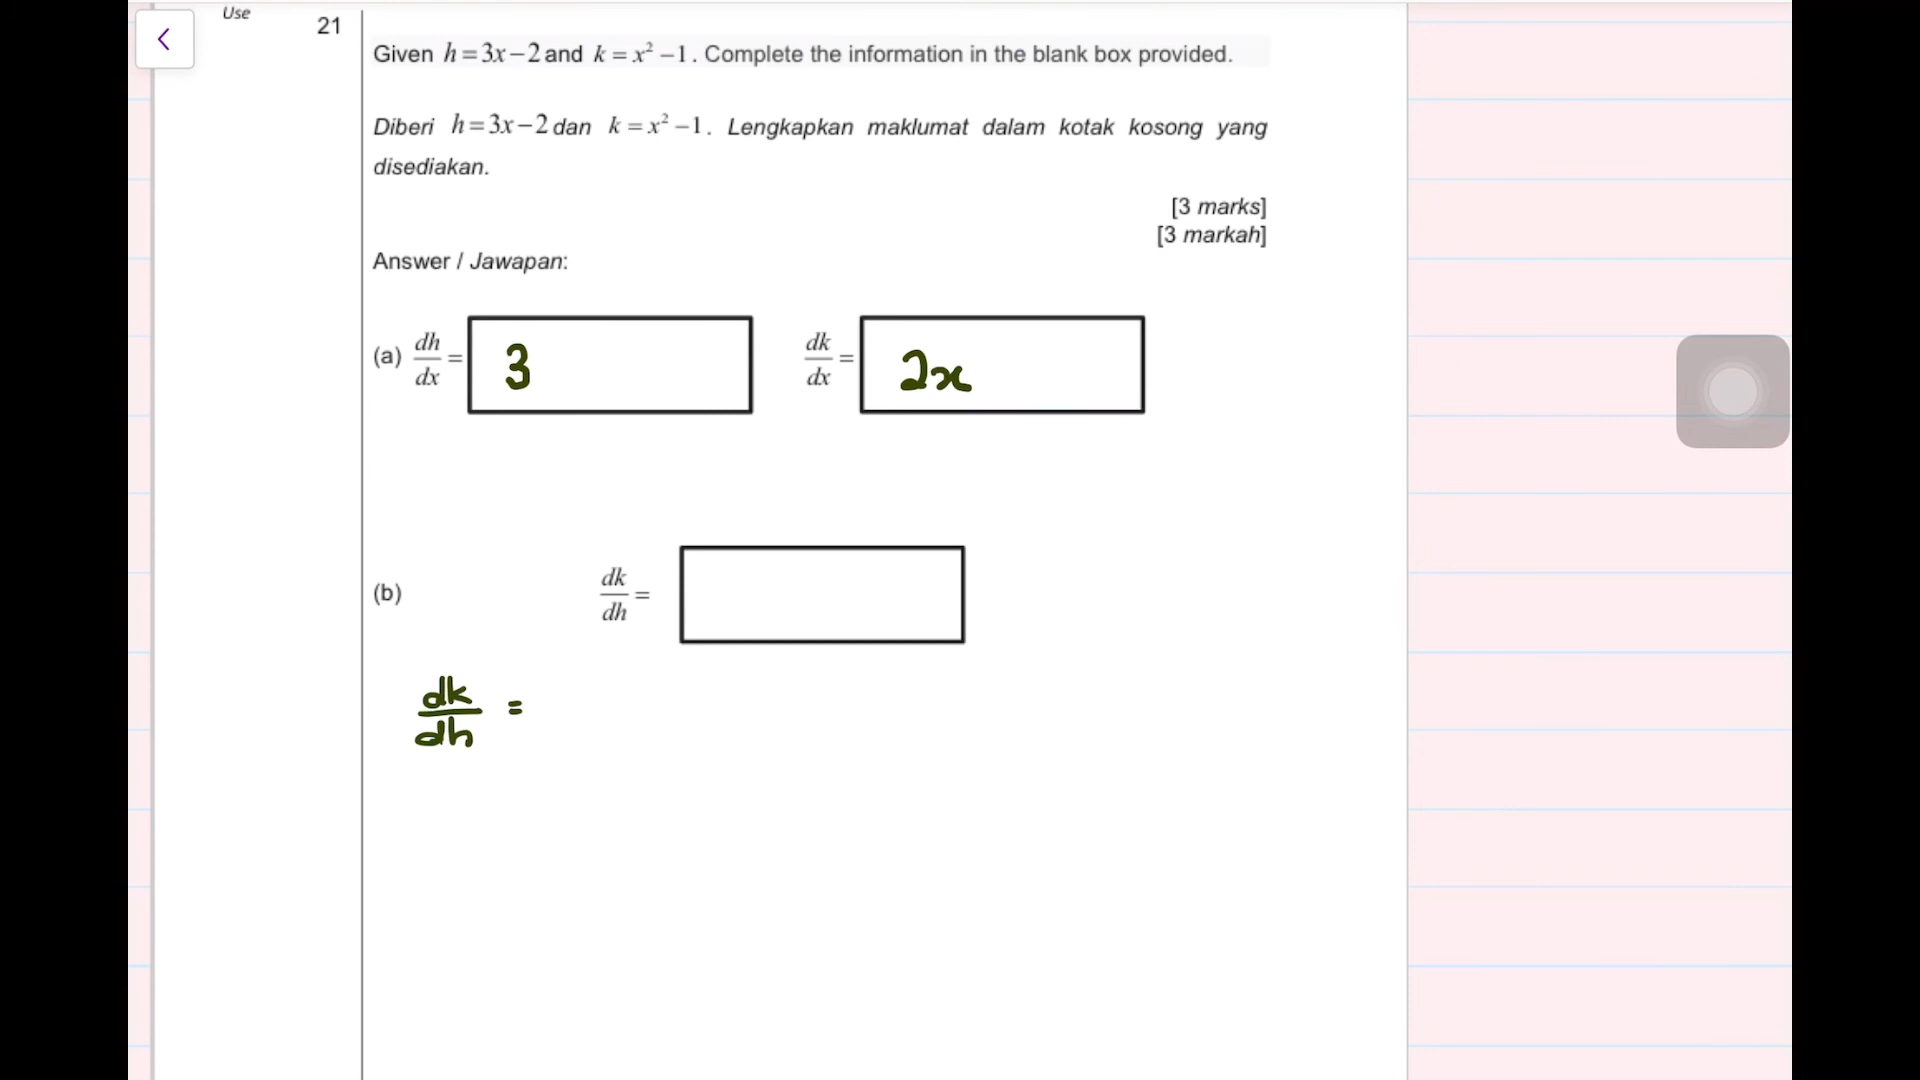 Use
21
Given h = 3x − 2 and k = x² − 1. Complete the information in the blank box provided.
Diberi h = 3x − 2 dan k = x² − 1. Lengkapkan maklumat dalam kotak kosong yang
disediakan.
[3 marks]
[3 markah]
Answer / Jawapan:
(a) dh/dx = 3 dk/dx = 2x
(b) dk/dh =
dk/dh =